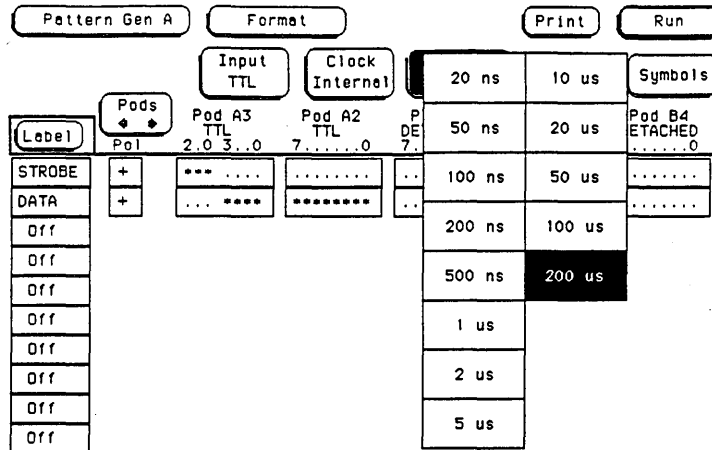 Pattern Gen A Format Print Run
Input TTL Clock Internal Symbols
Label Pods Pol
Pod A3 TTL 2.0 3..0
Pod A2 TTL 7......0
P DE 7.
Pod B4 ETACHED ......0
STROBE + *** .... ........ .. .......
DATA + ... **** ******** .. .......
Off
Off
Off
Off
Off
Off
Off
Off
20 ns 10 us
50 ns 20 us
100 ns 50 us
200 ns 100 us
500 ns 200 us
1 us
2 us
5 us